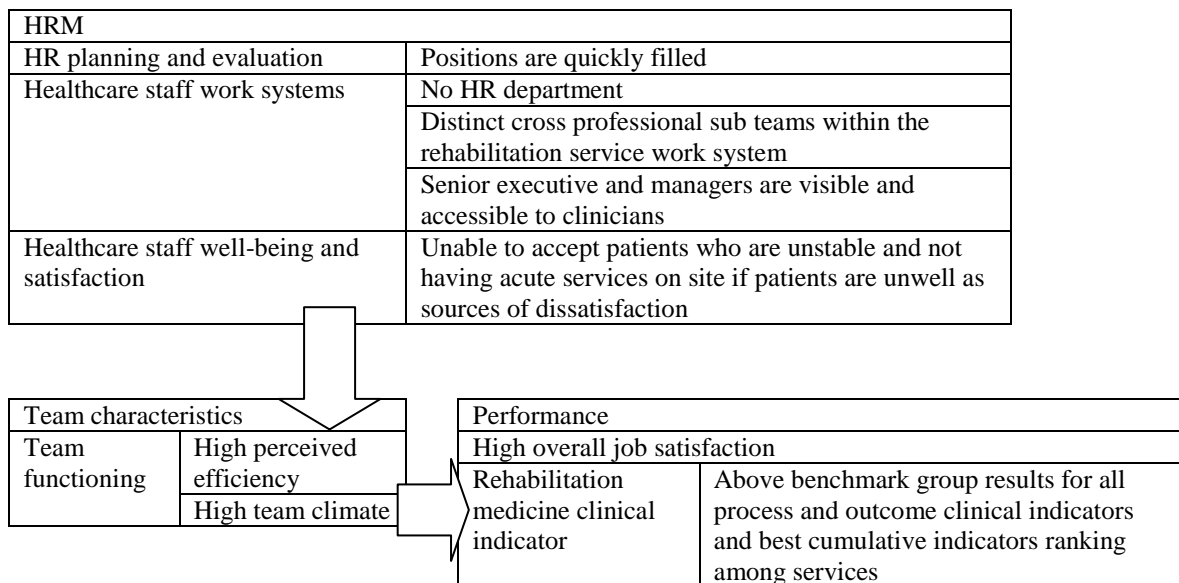 HRM
HR planning and evaluation
Positions are quickly filled
Healthcare staff work systems
No HR department
Distinct cross professional sub teams within the
rehabilitation service work system
Senior executive and managers are visible and
accessible to clinicians
Healthcare staff well-being and
satisfaction
Unable to accept patients who are unstable and not
having acute services on site if patients are unwell as
sources of dissatisfaction
Team characteristics
Team
functioning
High perceived
efficiency
High team climate
Performance
High overall job satisfaction
Rehabilitation
medicine clinical
indicator
Above benchmark group results for all
process and outcome clinical indicators
and best cumulative indicators ranking
among services